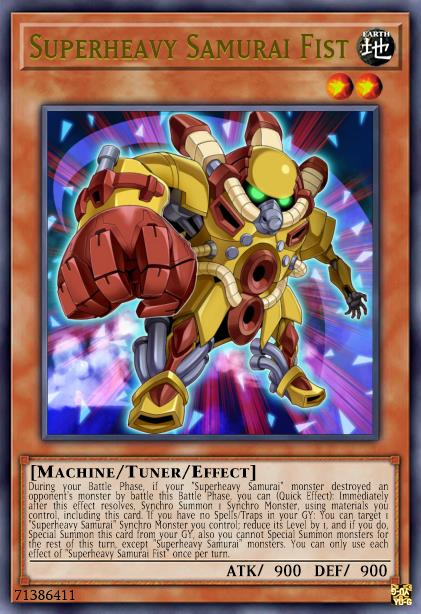 Superheavy Samurai Fist
EARTH
地
[Machine/Tuner/Effect]
During your Battle Phase, if your "Superheavy Samurai" monster destroyed an
opponent's monster by battle this Battle Phase, you can (Quick Effect): Immediately
after this effect resolves, Synchro Summon 1 Synchro Monster, using materials you
control, including this card. If you have no Spells/Traps in your GY: You can target 1
"Superheavy Samurai" Synchro Monster you control; reduce its Level by 1, and if you do,
Special Summon this card from your GY, also you cannot Special Summon monsters for
the rest of this turn, except "Superheavy Samurai" monsters. You can only use each
effect of "Superheavy Samurai Fist" once per turn.
ATK/ 900 DEF/ 900
71386411